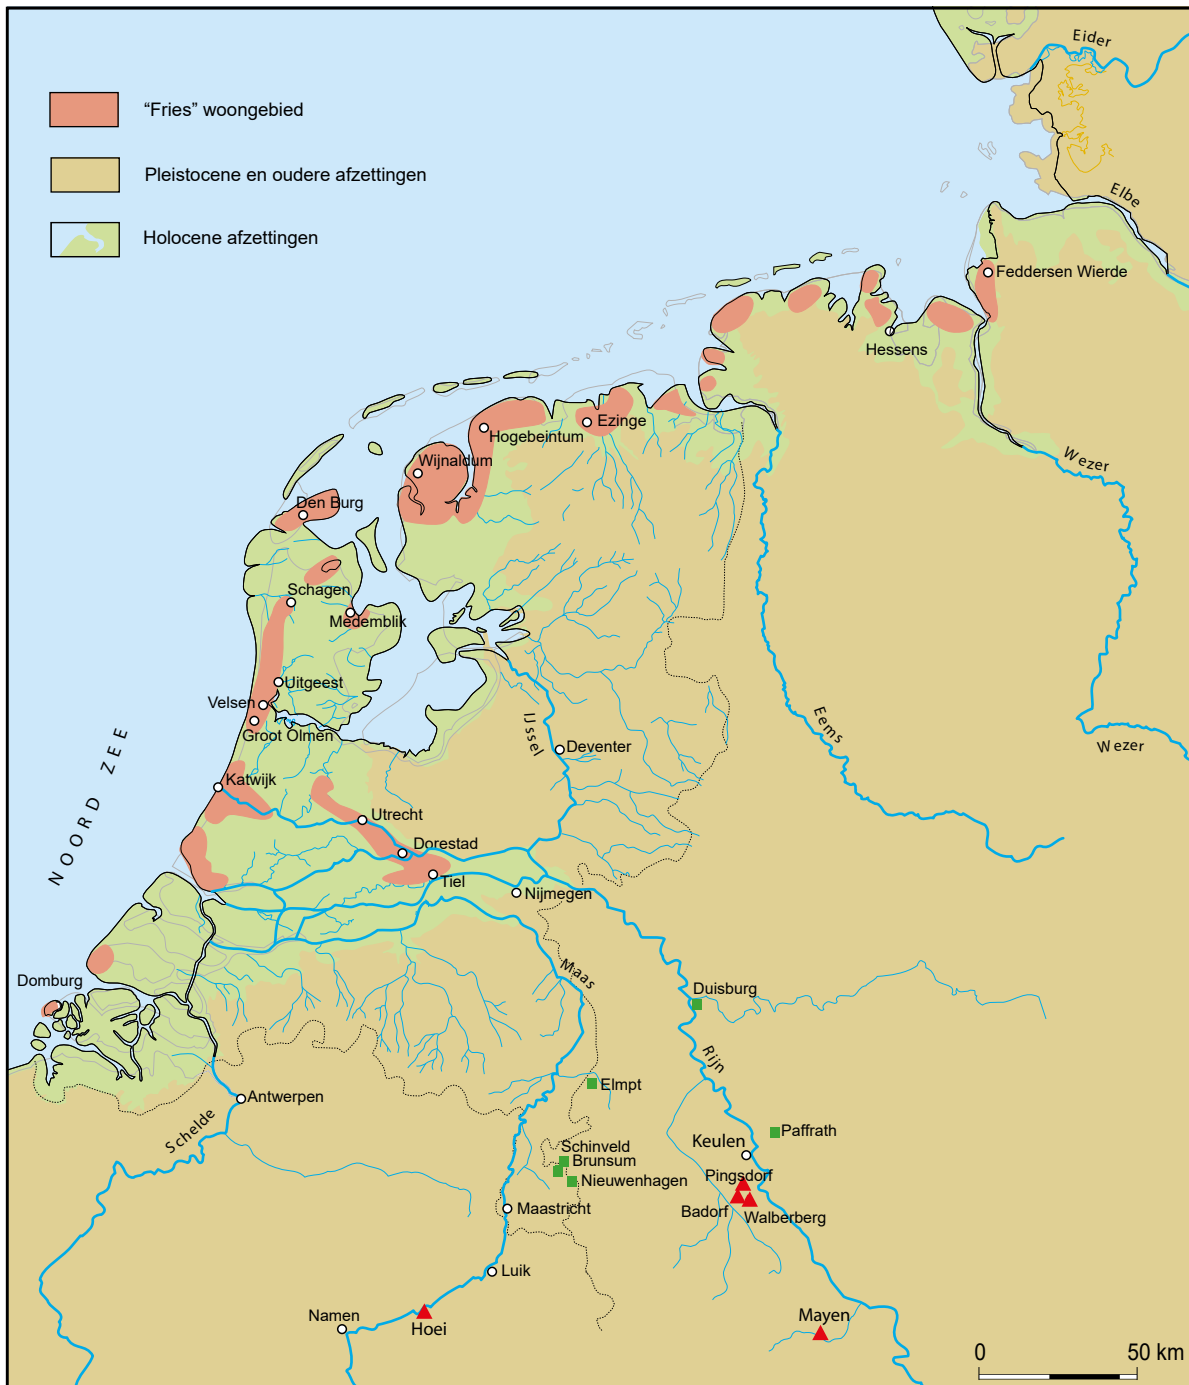 Eider
"Fries" woongebied
Pleistocene en oudere afzettingen
Elbe
Holocene afzettingen
Feddersen Wierde
Hessens
Ezinge
Hogebeintum
Wijnaldum
Wezer
Den Burg
Schagen
Medemblik
Uitgeest
Velsen
Groot Olmen
IJssel
Eems
Deventer
Wezer
NOORD ZEE
Katwijk
Utrecht
Dorestad
Tiel
Nijmegen
Maas
Domburg
Duisburg
Rijn
Elmpt
Antwerpen
Schelde
Paffrath
Keulen
Schinveld
Brunsum
Pingsdorf
Nieuwenhagen
Badorf
Walberberg
Maastricht
Luik
Namen
Hoei
Mayen
0 50 km